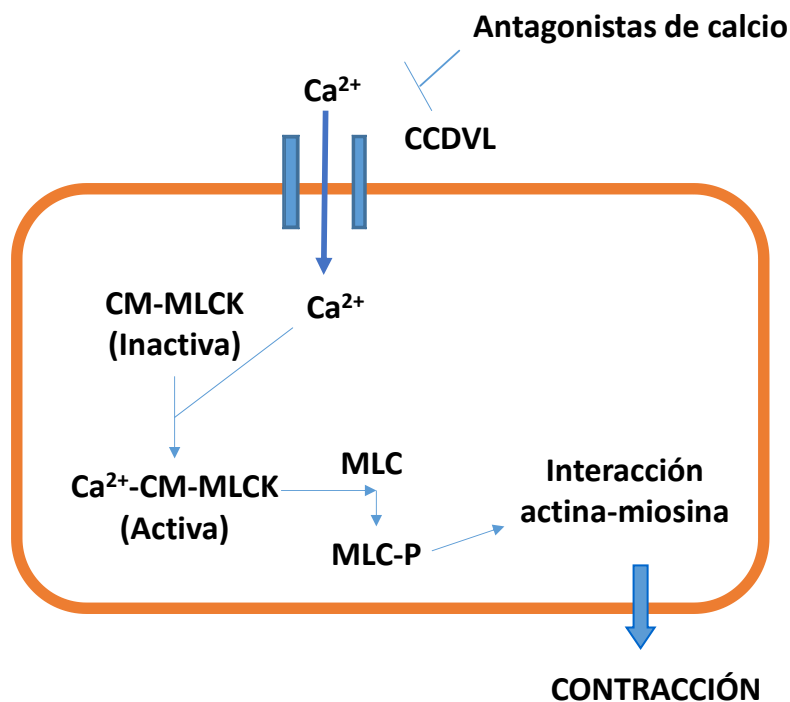 Antagonistas de calcio
Ca²⁺
CCDVL
CM-MLCK
(Inactiva)
Ca²⁺
Ca²⁺-CM-MLCK
(Activa)
MLC
MLC-P
Interacción
actina-miosina
CONTRACCIÓN